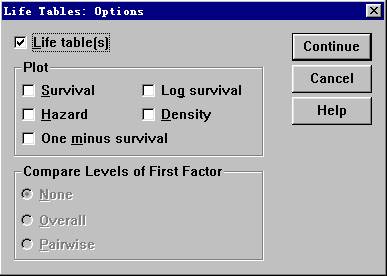 Life Tables: Options
Life table(s)
Continue
Plot
Survival
Log survival
Cancel
Hazard
Density
Help
One minus survival
Compare Levels of First Factor
None
Overall
Pairwise